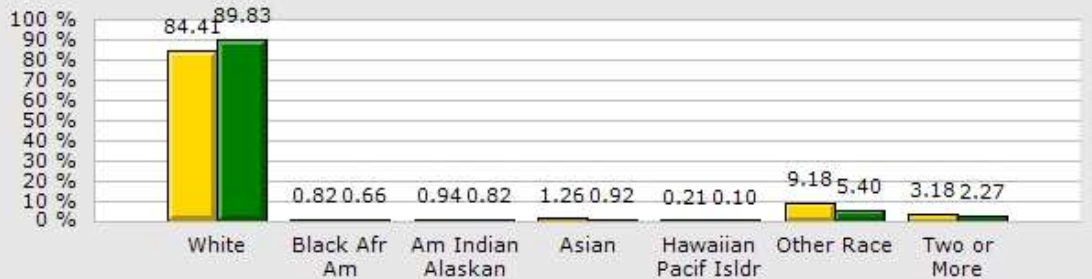 100 %
90 %
80 %
70 %
60 %
50 %
40 %
30 %
20 %
10 %
0 %
84.41 89.83
0.82 0.66
0.94 0.82
1.26 0.92
0.21 0.10
9.18 5.40
3.18 2.27
White
Black Afr
Am
Am Indian
Alaskan
Asian
Hawaiian
Pacif Isldr
Other Race
Two or
More